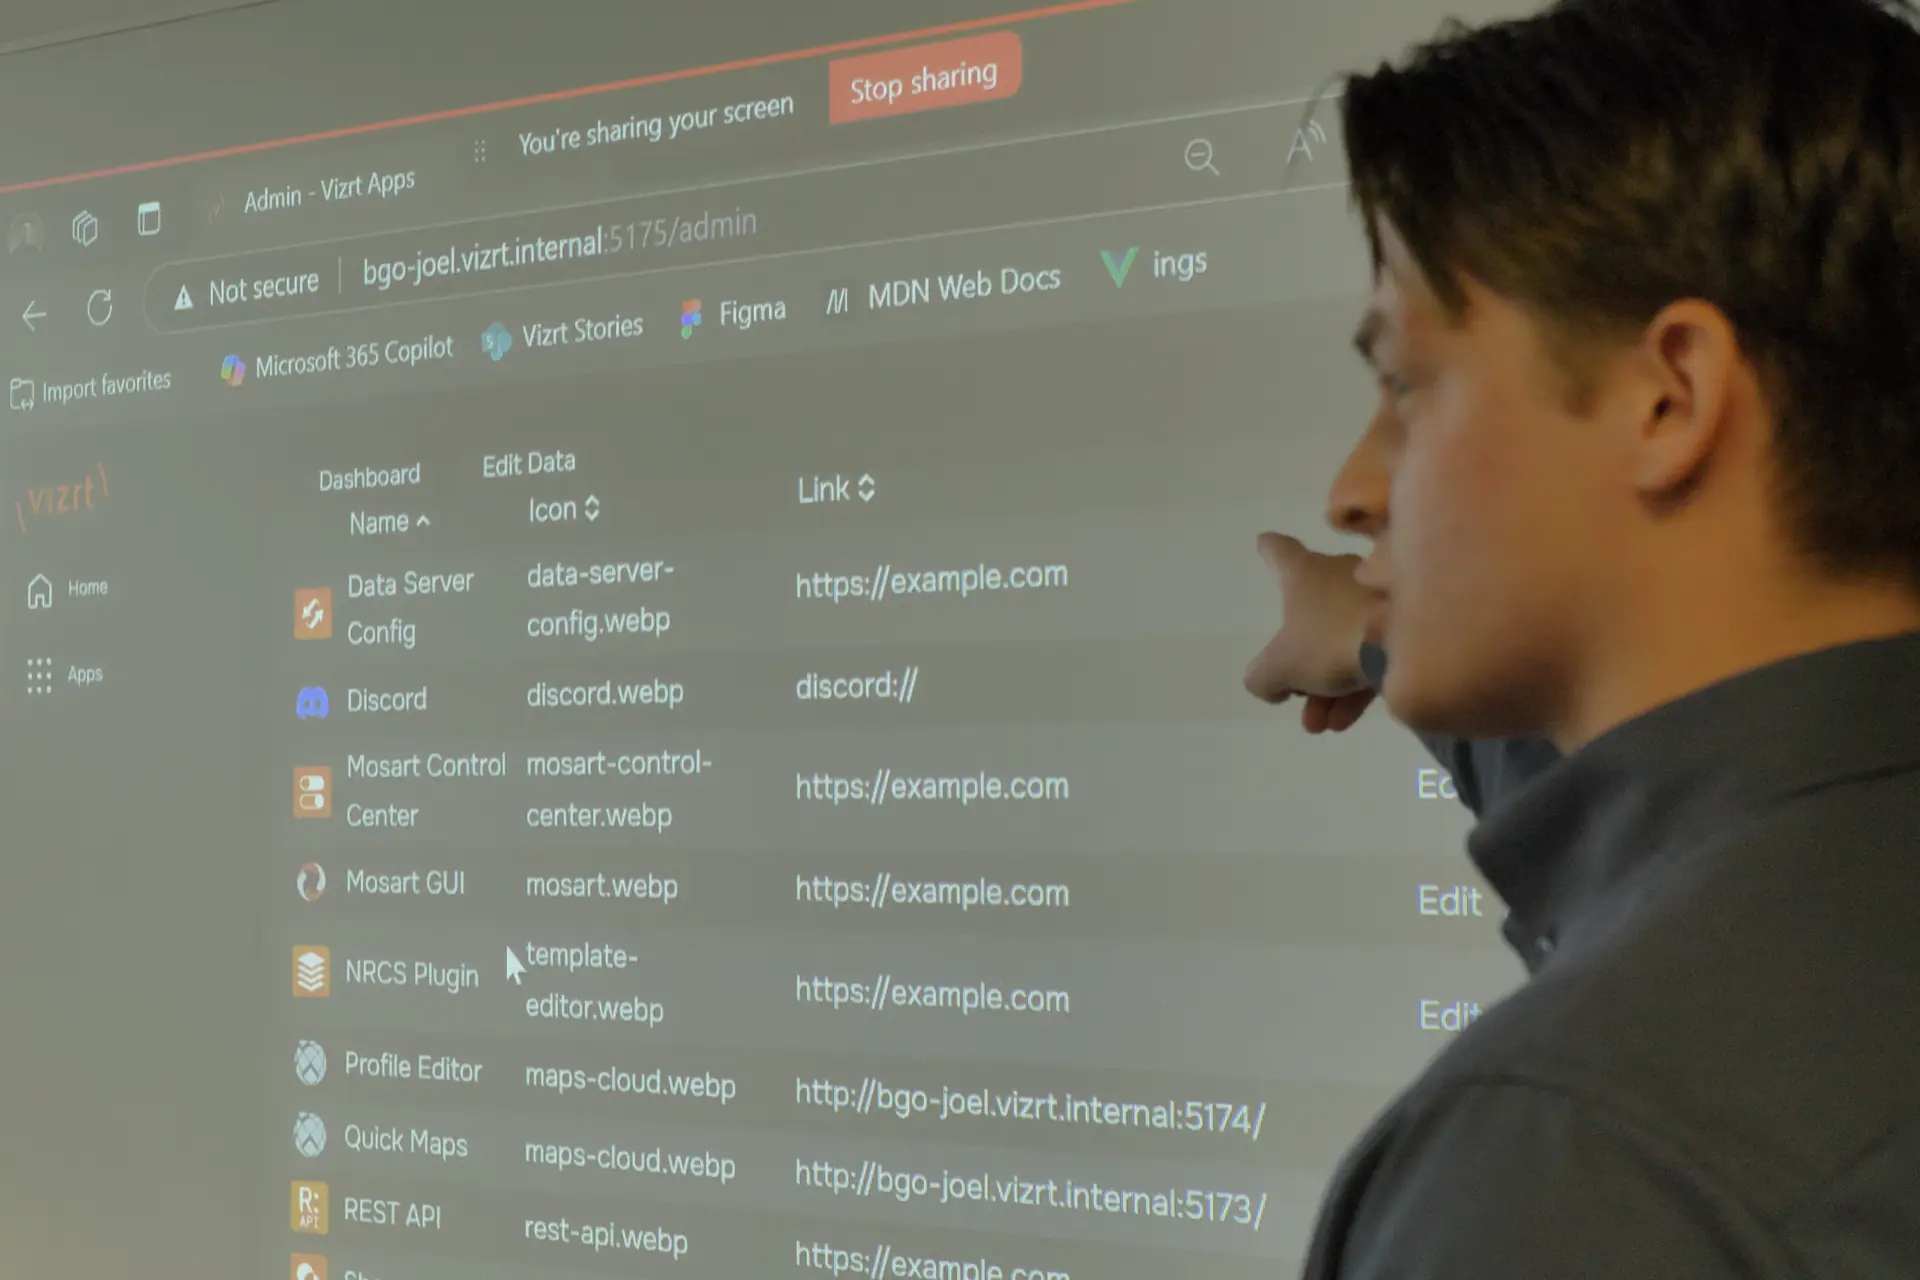 You're sharing your screen
Stop sharing
Admin - Vizrt Apps
Not secure
bgo-joel.vizrt.internal:5175/admin
Import favorites
Microsoft 365 Copilot
Vizrt Stories
Figma
MDN Web Docs
ings
vizrt
Home
Apps
Dashboard
Edit Data
Name
Icon
Link
Data Server
Config
data-server-
config.webp
https://example.com
Discord
discord.webp
discord://
Mosart Control
Center
mosart-control-
center.webp
https://example.com
Mosart GUI
mosart.webp
https://example.com
Edit
NRCS Plugin
template-
editor.webp
https://example.com
Edit
Profile Editor
maps-cloud.webp
http://bgo-joel.vizrt.internal:5174/
Quick Maps
maps-cloud.webp
http://bgo-joel.vizrt.internal:5173/
R:
API
REST API
rest-api.webp
https://example.com